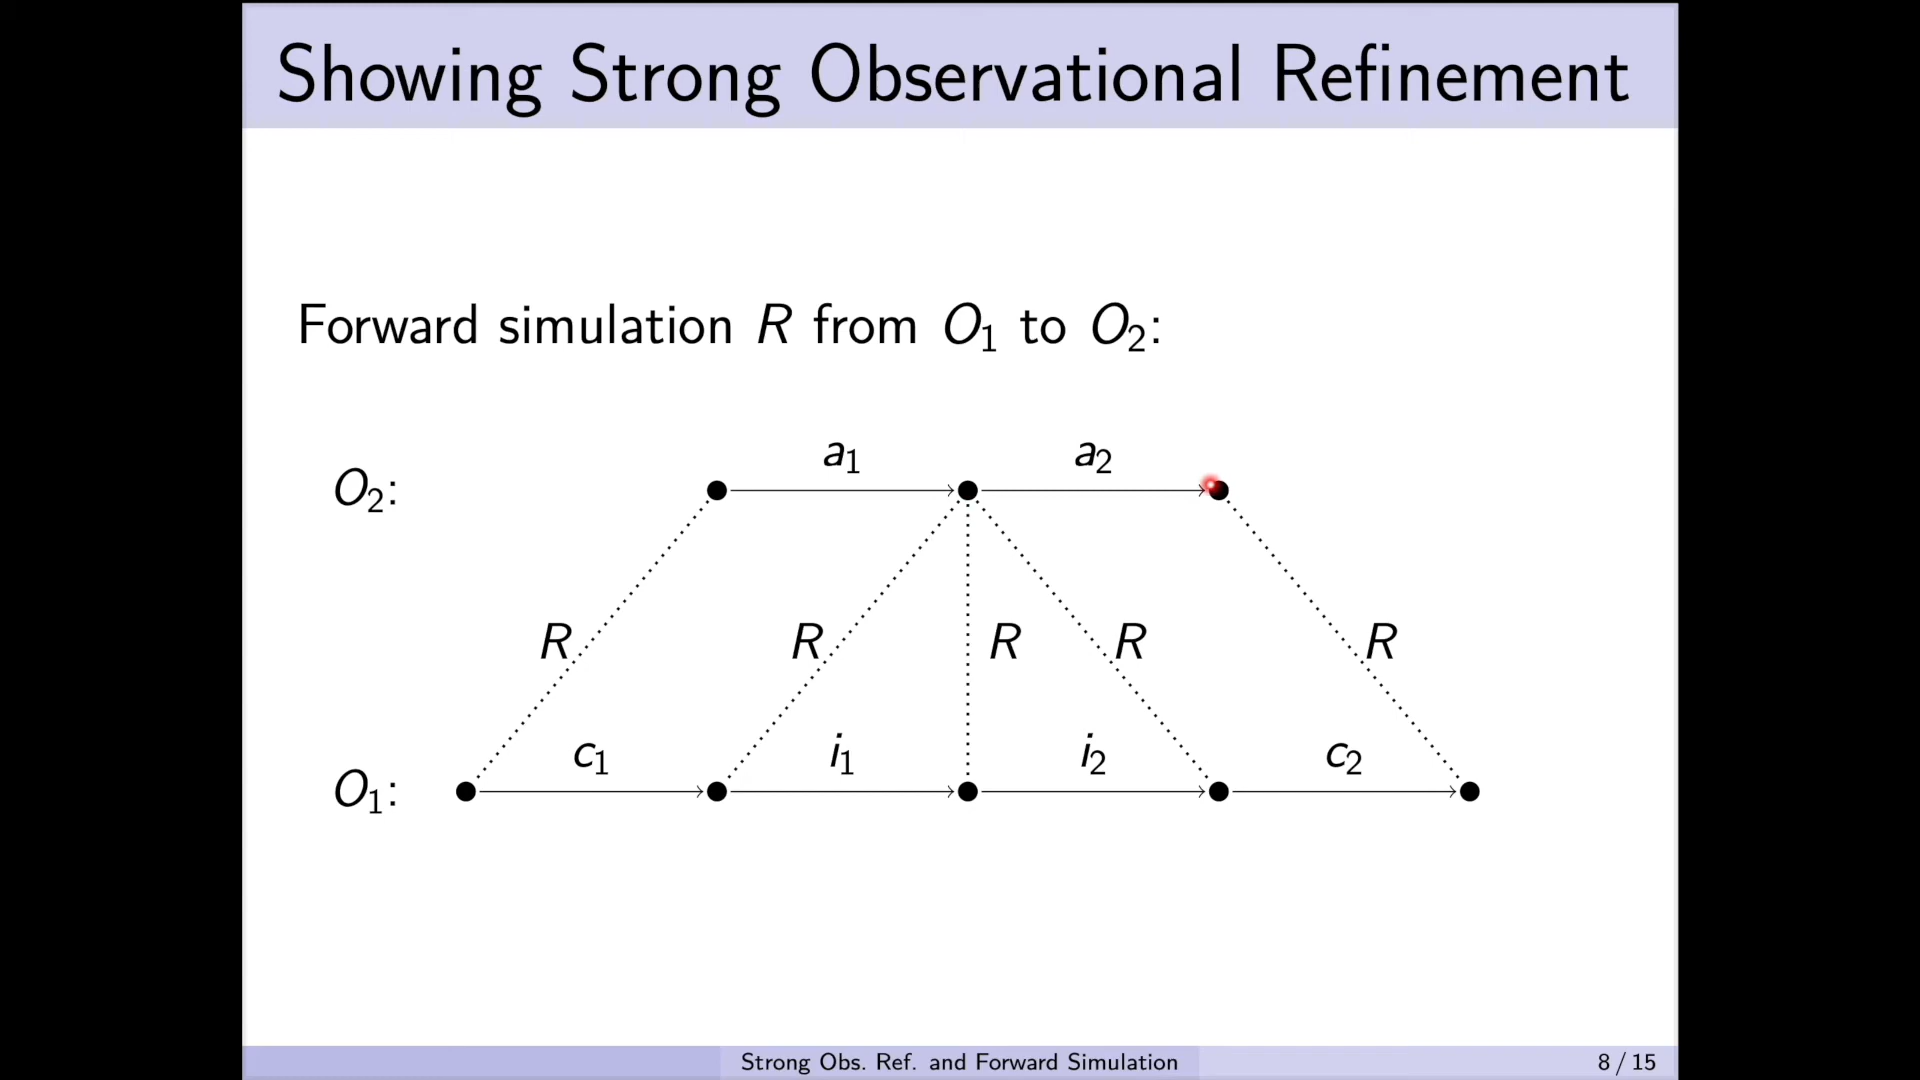 Showing Strong Observational Refinement
Forward simulation R from O₁ to O₂:
a₁ a₂
O₂:
R R R R R
c₁ i₁ i₂ c₂
O₁:
Strong Obs. Ref. and Forward Simulation 8 / 15